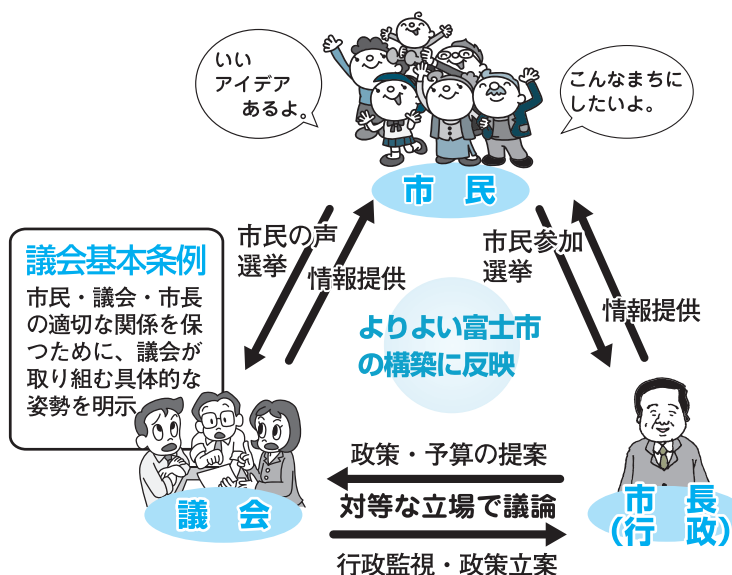 いい
アイデア
あるよ。
こんなまちに
したいよ。
市　民
市民の声
選挙
情報提供
市民参加
選挙
情報提供
議会基本条例
市民・議会・市長
の適切な関係を保
つために、議会が
取り組む具体的な
姿勢を明示
よりよい富士市
の構築に反映
政策・予算の提案
対等な立場で議論
行政監視・政策立案
議　会
市　長
（行　政）